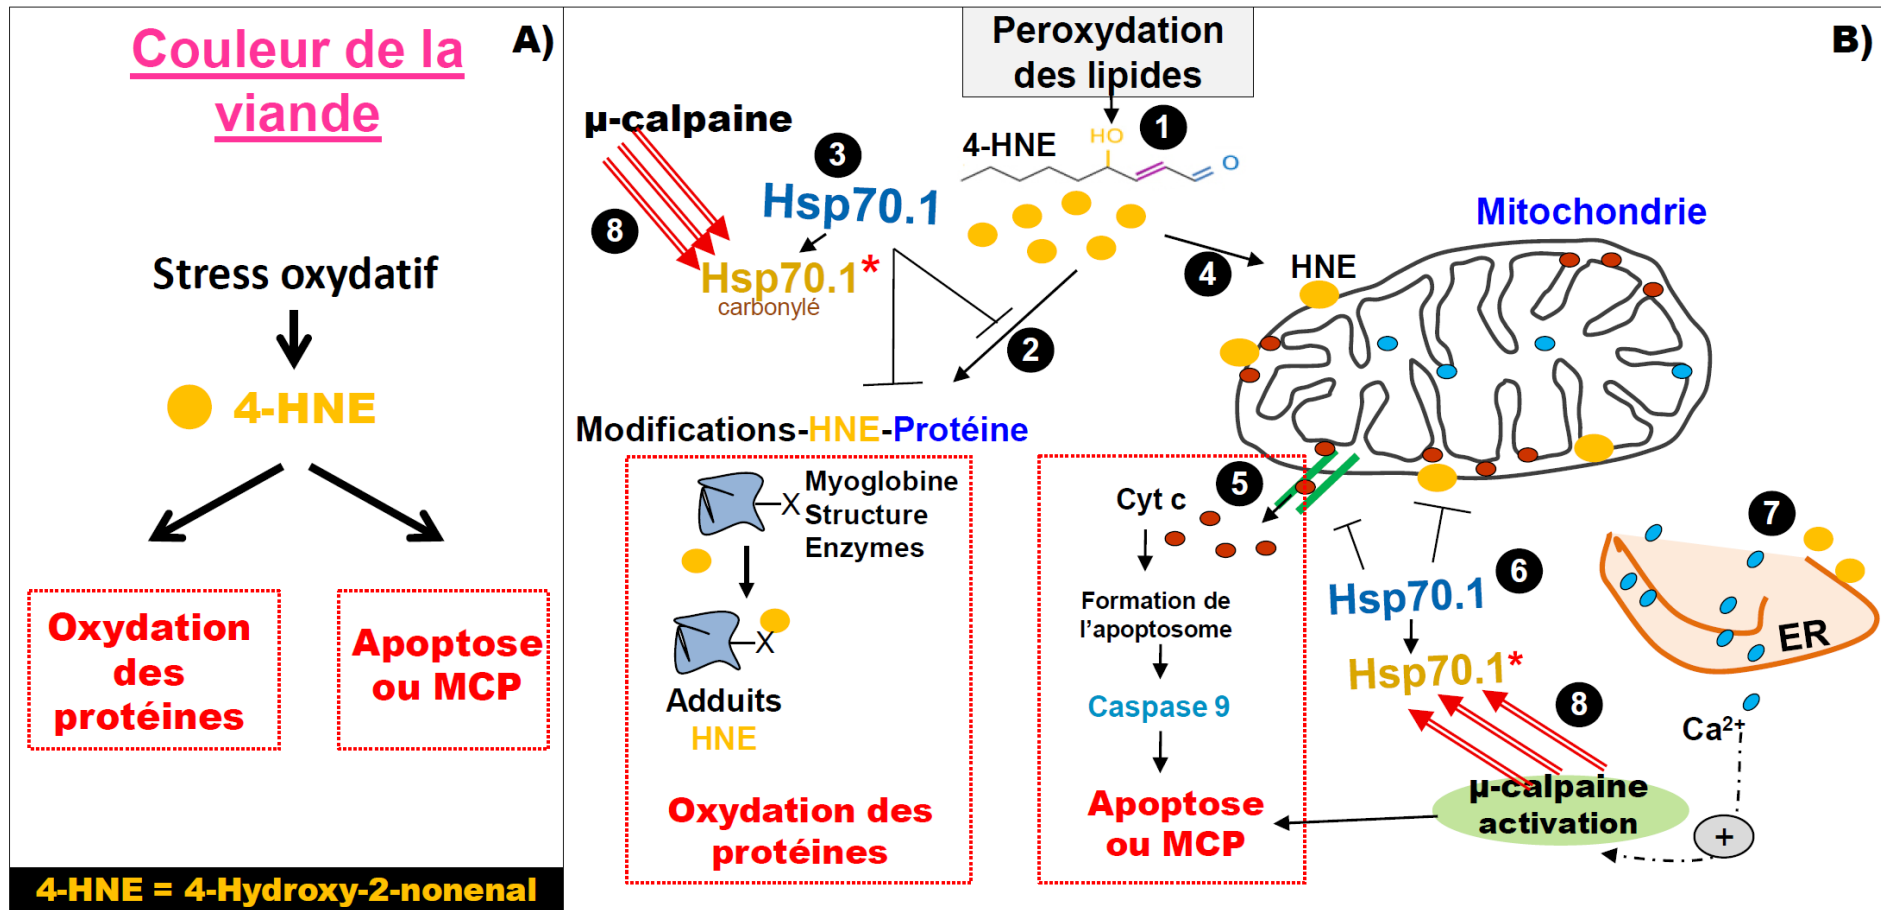 A)
Couleur de la
viande
Stress oxydatif
4-HNE
Oxydation
des
protéines
Apoptose
ou MCP
4-HNE = 4-Hydroxy-2-nonenal
B)
Peroxydation
des lipides
1
4-HNE
HO
O
µ-calpaine
3
Hsp70.1
8
Hsp70.1*
carbonylé
2
4
Mitochondrie
HNE
Modifications-HNE-Protéine
X
Myoglobine
Structure
Enzymes
X
Adduits
HNE
Oxydation des
protéines
5
Cyt c
Formation de
l'apoptosome
Caspase 9
Apoptose
ou MCP
6
Hsp70.1
Hsp70.1*
8
7
ER
Ca²⁺
µ-calpaine
activation
+